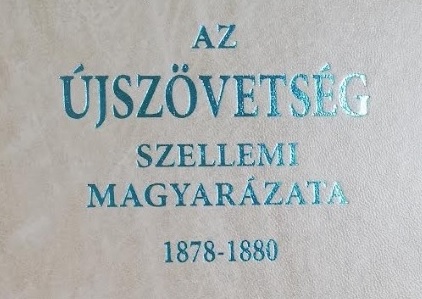 AZ
ÚJSZÖVETSÉG
SZELLEMI
MAGYARÁZATA
1878-1880